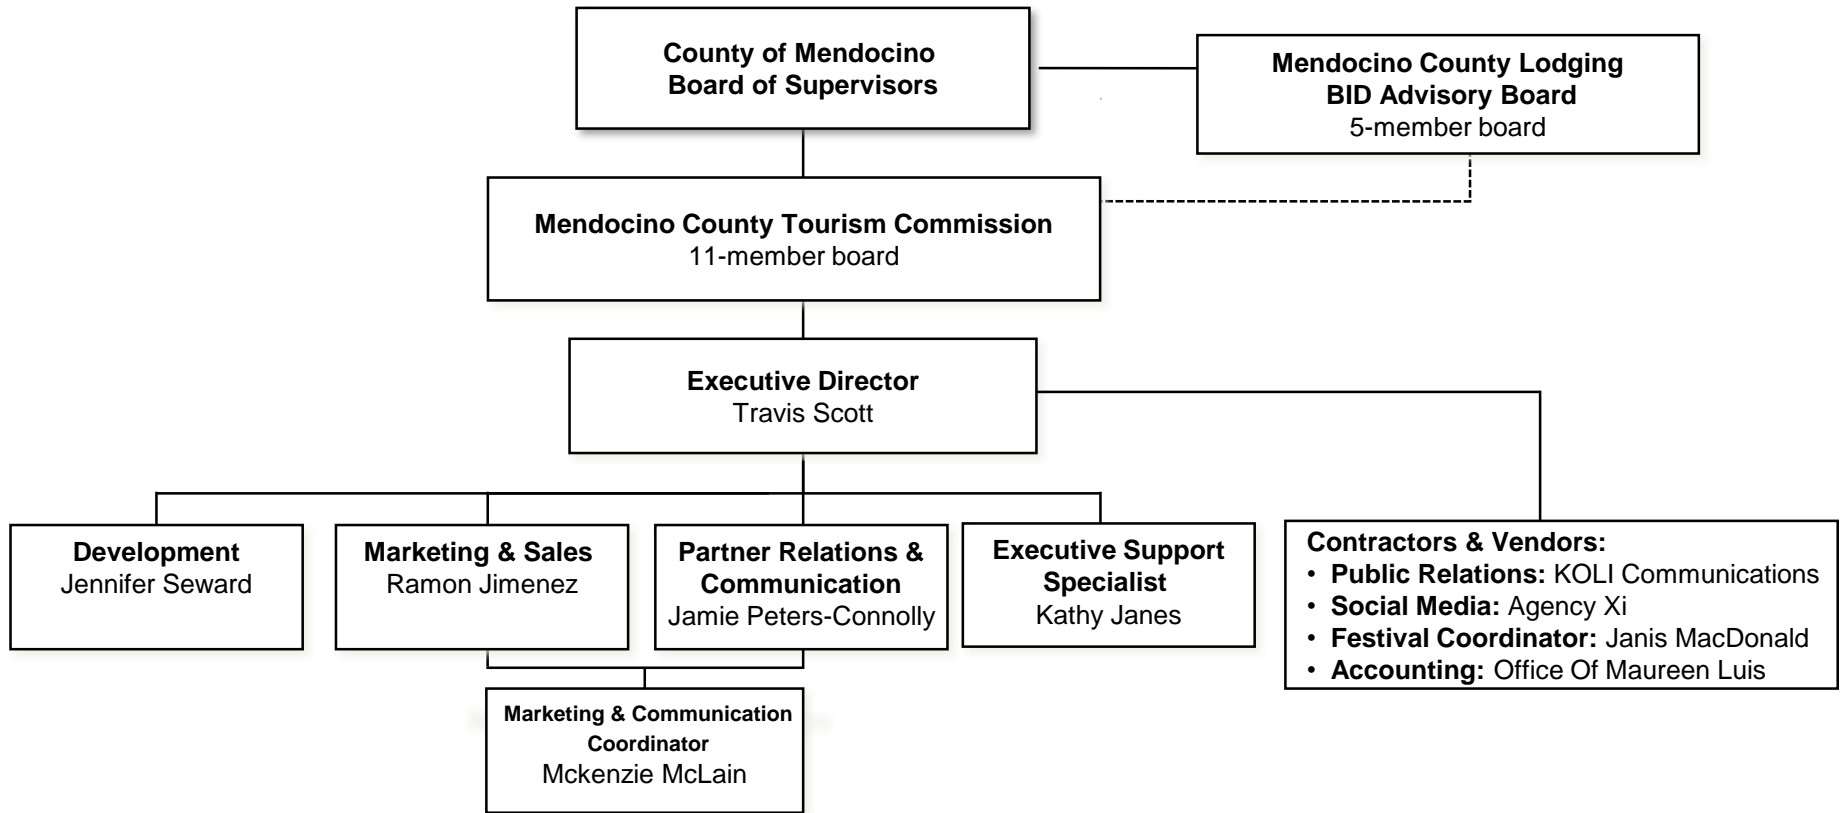 County of Mendocino
Board of Supervisors
Mendocino County Lodging
BID Advisory Board
5-member board
Mendocino County Tourism Commission
11-member board
Executive Director
Travis Scott
Development
Jennifer Seward
Marketing & Sales
Ramon Jimenez
Partner Relations &
Communication
Jamie Peters-Connolly
Executive Support
Specialist
Kathy Janes
Contractors & Vendors:
• Public Relations: KOLI Communications
• Social Media: Agency Xi
• Festival Coordinator: Janis MacDonald
• Accounting: Office Of Maureen Luis
Marketing & Communication
Coordinator
Mckenzie McLain